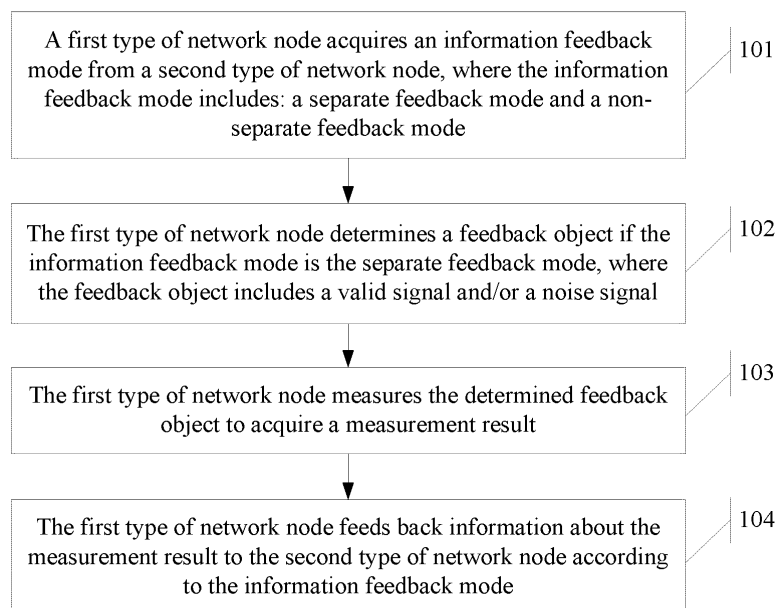 A first type of network node acquires an information feedback
mode from a second type of network node, where the information
feedback mode includes: a separate feedback mode and a non-
separate feedback mode
101
The first type of network node determines a feedback object if the
information feedback mode is the separate feedback mode, where
the feedback object includes a valid signal and/or a noise signal
102
The first type of network node measures the determined feedback
object to acquire a measurement result
103
The first type of network node feeds back information about the
measurement result to the second type of network node according
to the information feedback mode
104